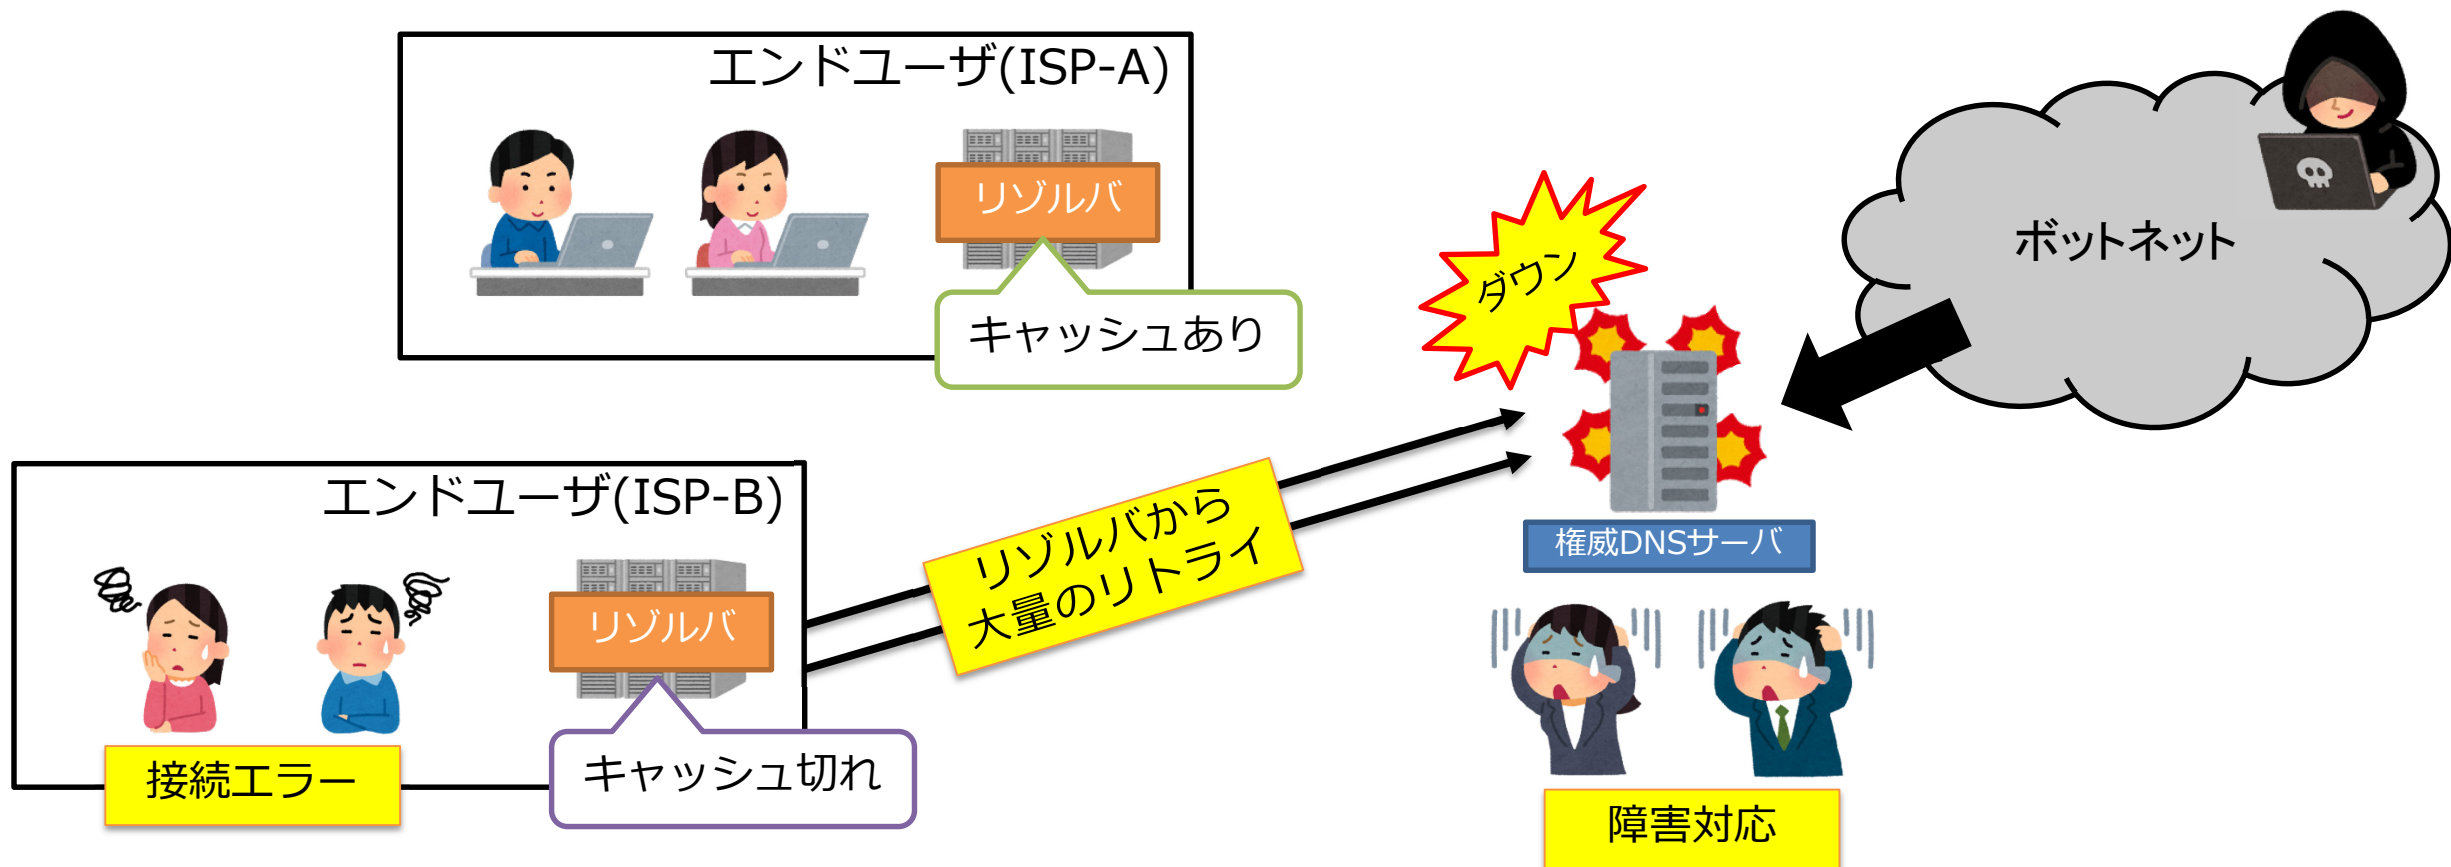 エンドユーザ(ISP-A)
リゾルバ
キャッシュあり
ダウン
ボットネット
エンドユーザ(ISP-B)
リゾルバ
キャッシュ切れ
接続エラー
リゾルバから
大量のリトライ
権威DNSサーバ
障害対応